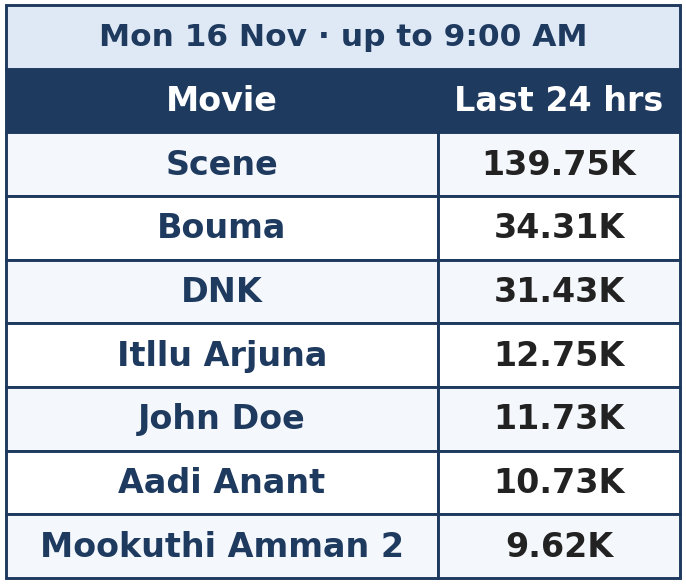 Mon 16 Nov · up to 9:00 AM
Movie Last 24 hrs
Scene 139.75K
Bouma 34.31K
DNK 31.43K
Itllu Arjuna 12.75K
John Doe 11.73K
Aadi Anant 10.73K
Mookuthi Amman 2 9.62K